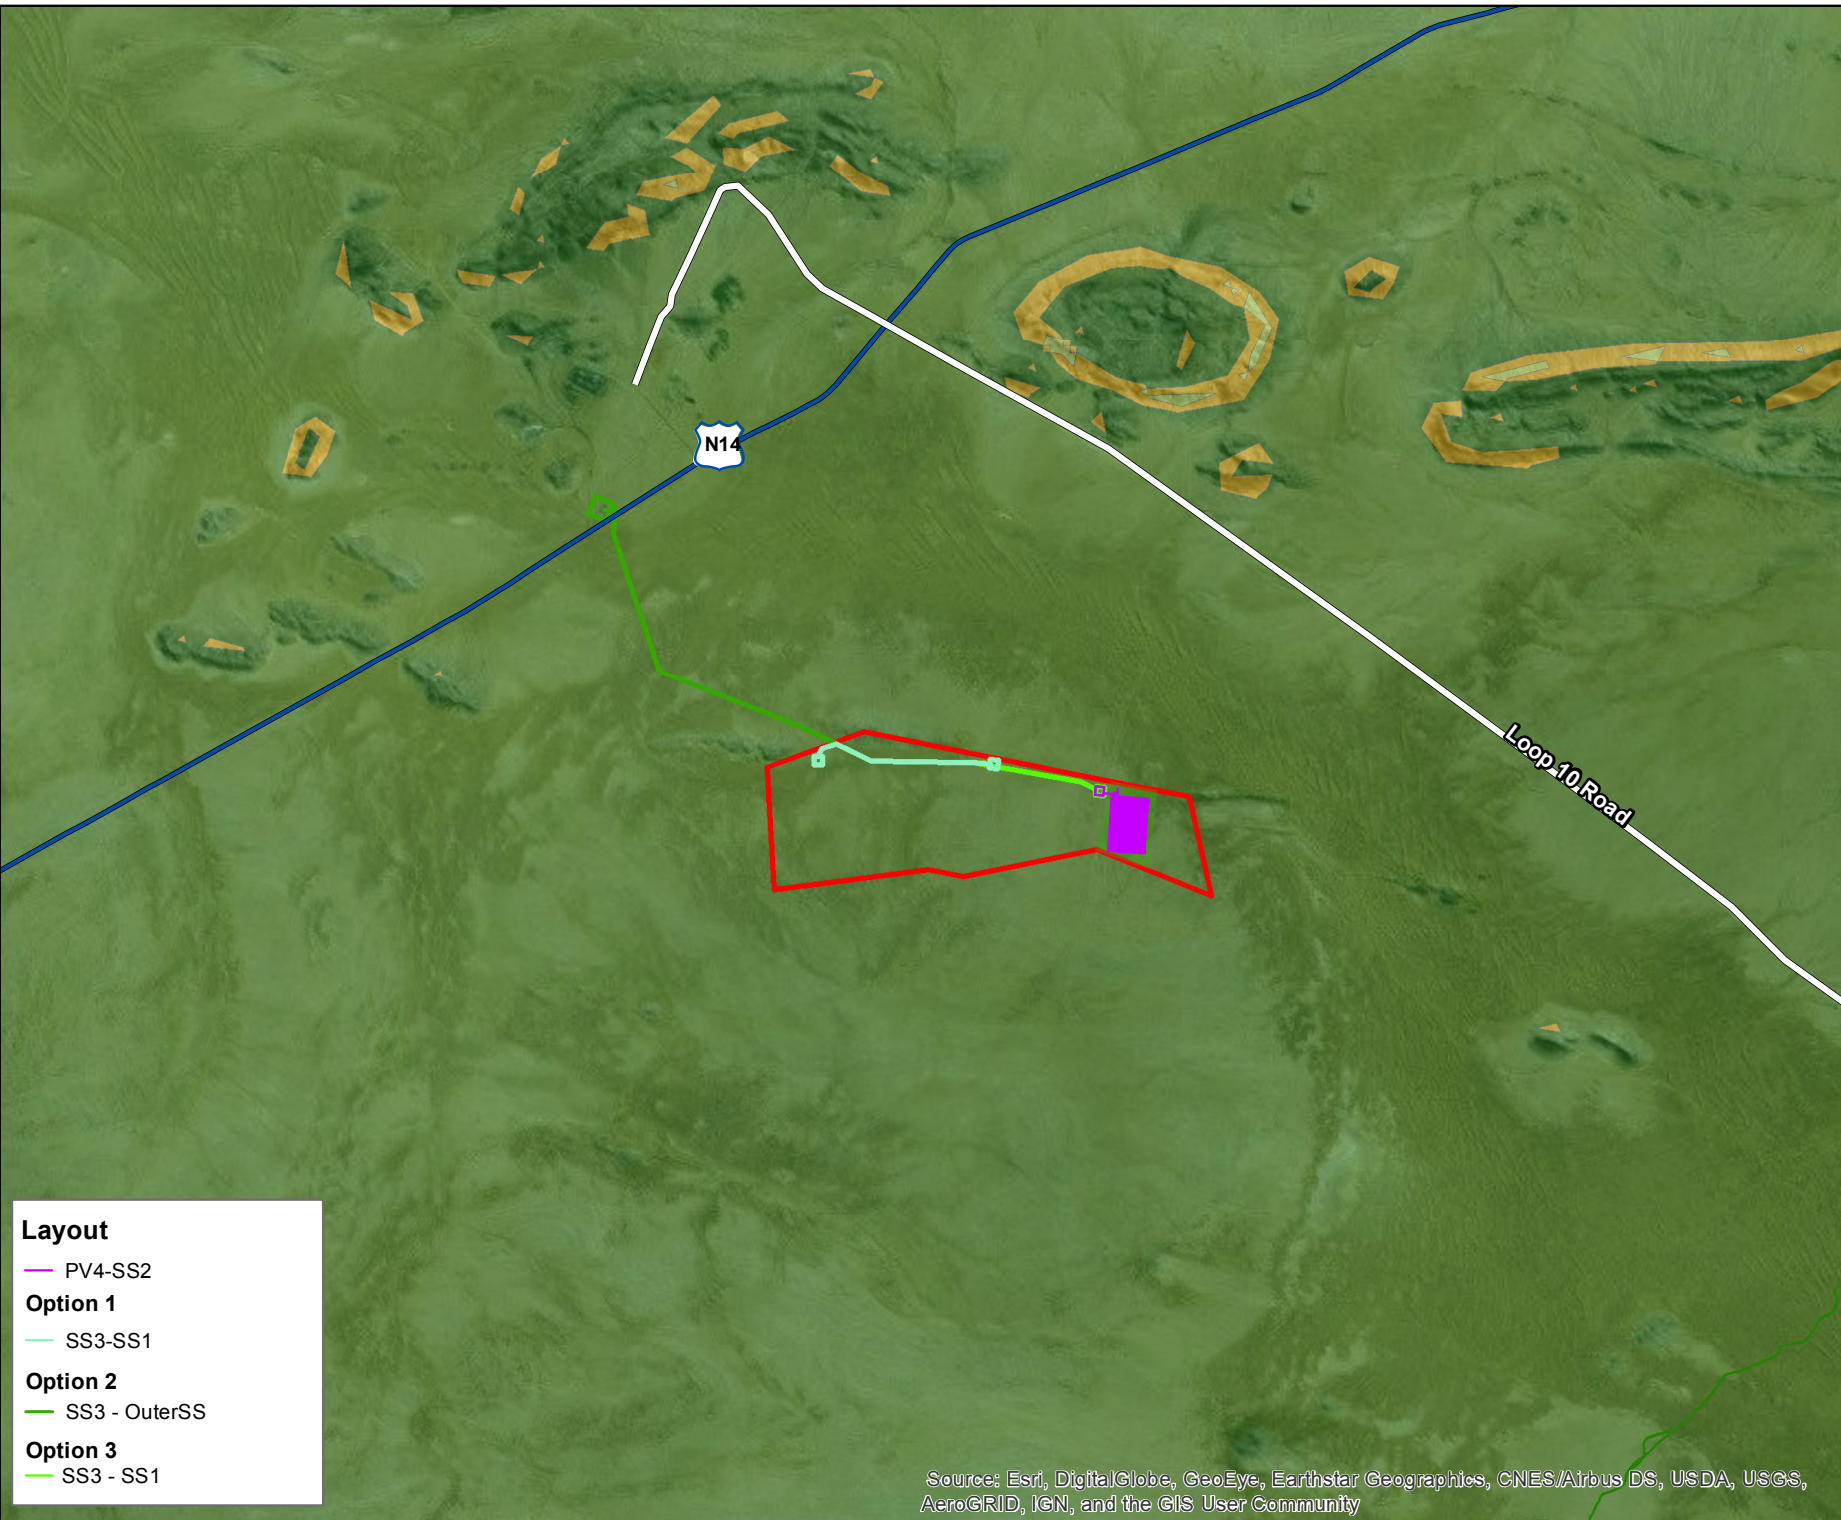 N14
Loop 10 Road
Layout
PV4-SS2
Option 1
SS3-SS1
Option 2
SS3 - OuterSS
Option 3
SS3 - SS1
Source: Esri, DigitalGlobe, GeoEye, Earthstar Geographics, CNES/Airbus DS, USDA, USGS,
AeroGRID, IGN, and the GIS User Community